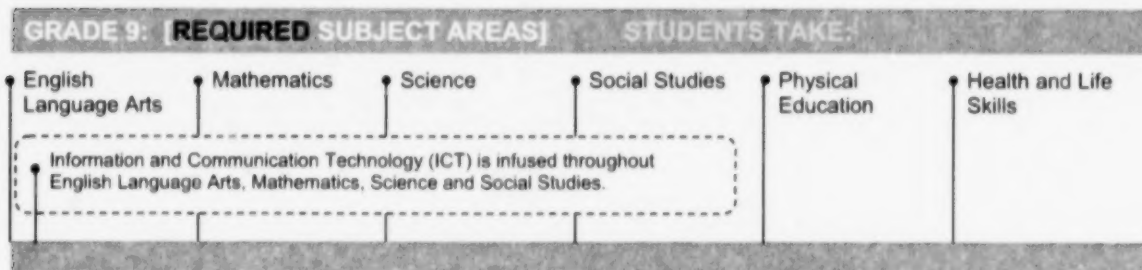 GRADE 9: [REQUIRED SUBJECT AREAS] STUDENTS TAKE:
English
Language Arts
Mathematics
Science
Social Studies
Physical
Education
Health and Life
Skills
Information and Communication Technology (ICT) is infused throughout
English Language Arts, Mathematics, Science and Social Studies.